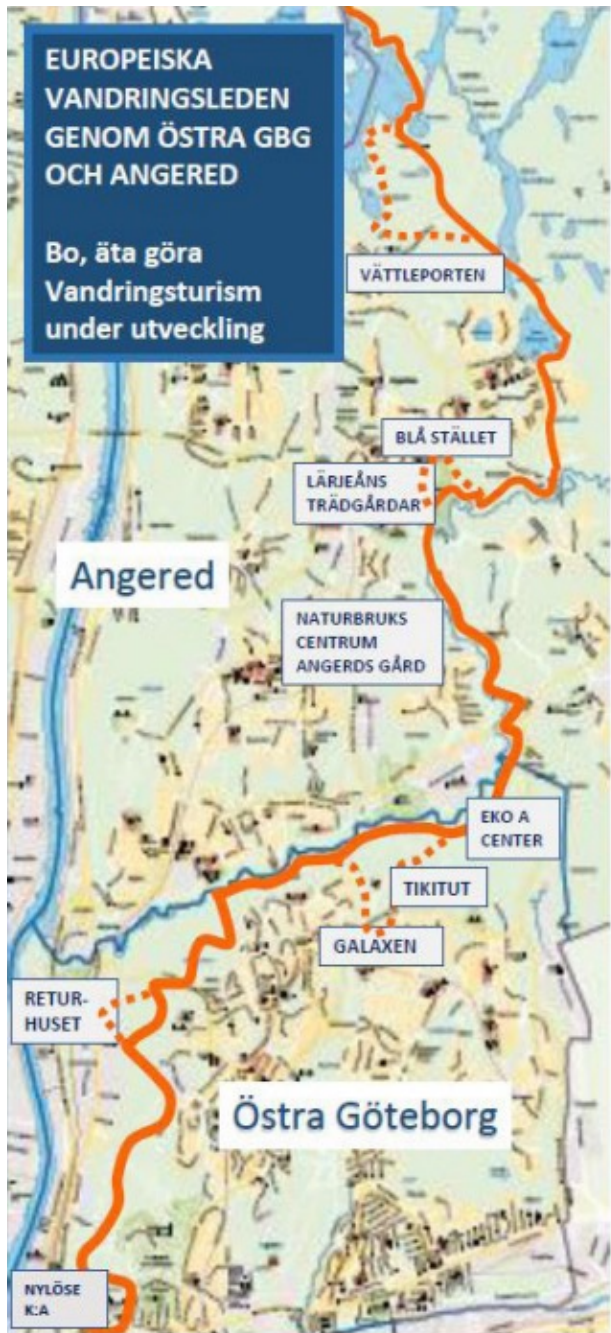 EUROPEISKA
VANDRINGSLEDEN
GENOM ÖSTRA GBG
OCH ANGERED
Bo, äta göra
Vandringsturism
under utveckling
VÄTTLEPORTEN
BLÅ STÄLLET
LÄRJEÅNS
TRÄDGÅRDAR
Angered
NATURBRUKS
CENTRUM
ANGERDS GÅRD
EKO A
CENTER
TIKITUT
GALAXEN
RETUR-
HUSET
Östra Göteborg
NYLÖSE
K:A